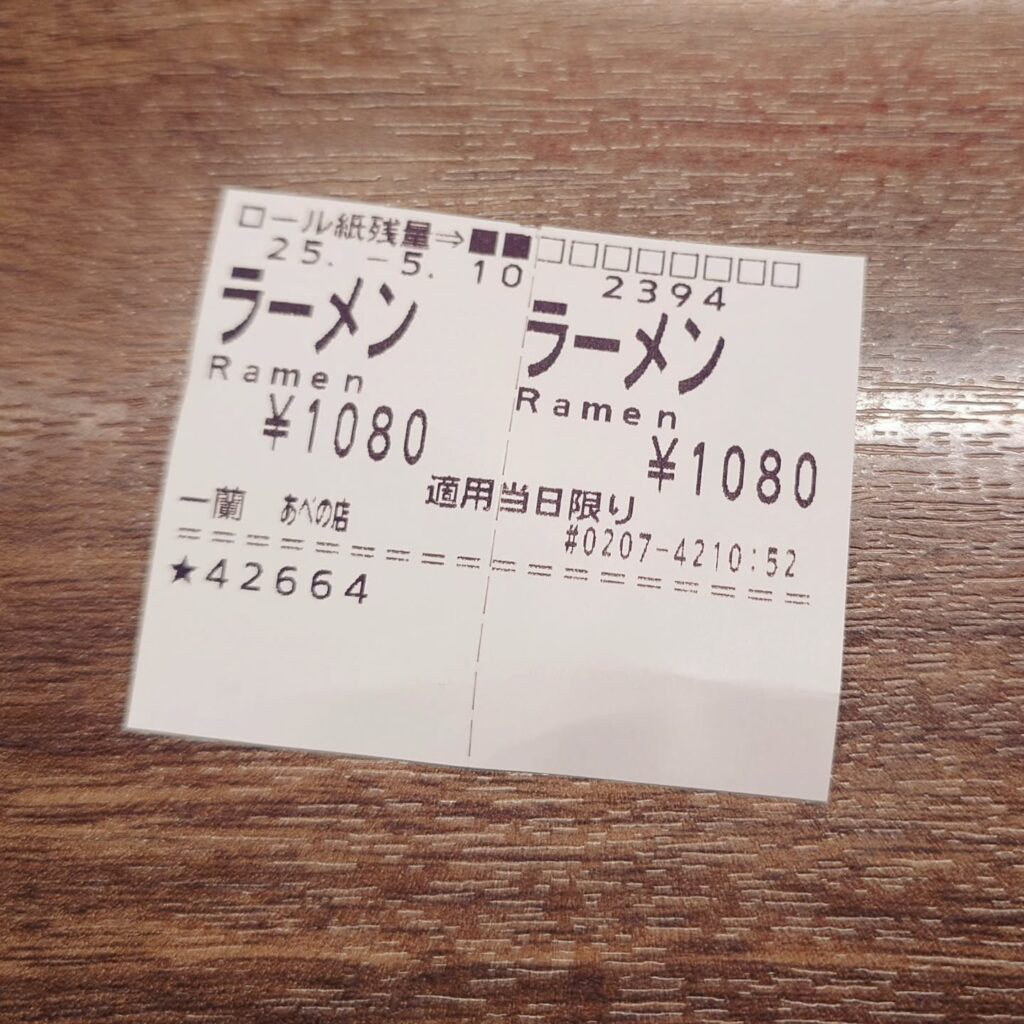 ロール紙残量⇒■■□□□□□□□□
25.-5.10 2394
ラーメン ラーメン
Ramen Ramen
¥1080 ¥1080
一蘭 あべの店 適用当日限り
#0207-4210:52
==================
★42664